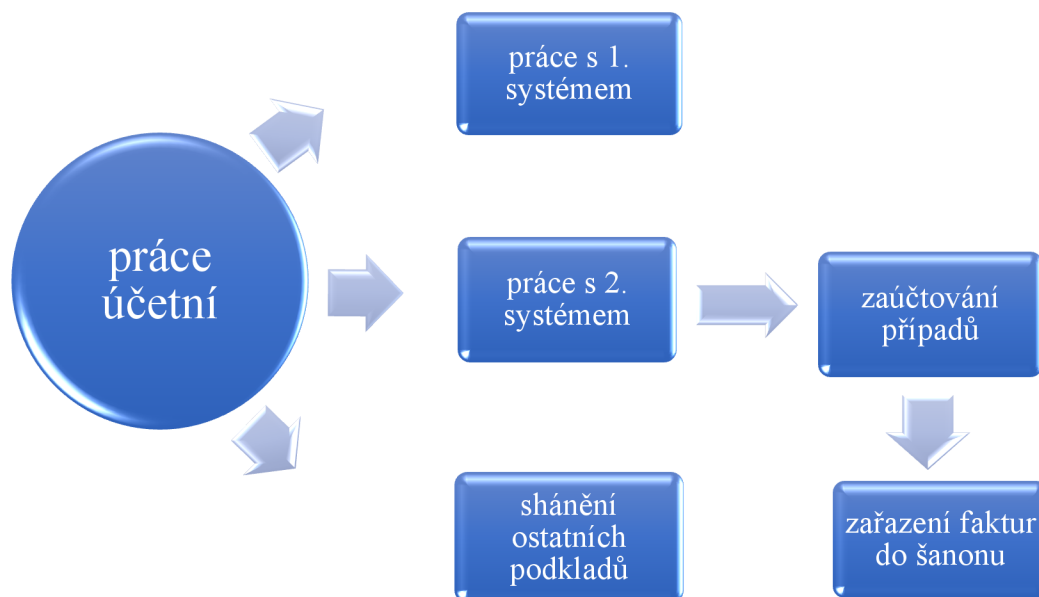 práce
účetní
práce s 1.
systémem
práce s 2.
systémem
shánění
ostatních
podkladů
zaúčtování
případů
zařazení faktur
do šanonu